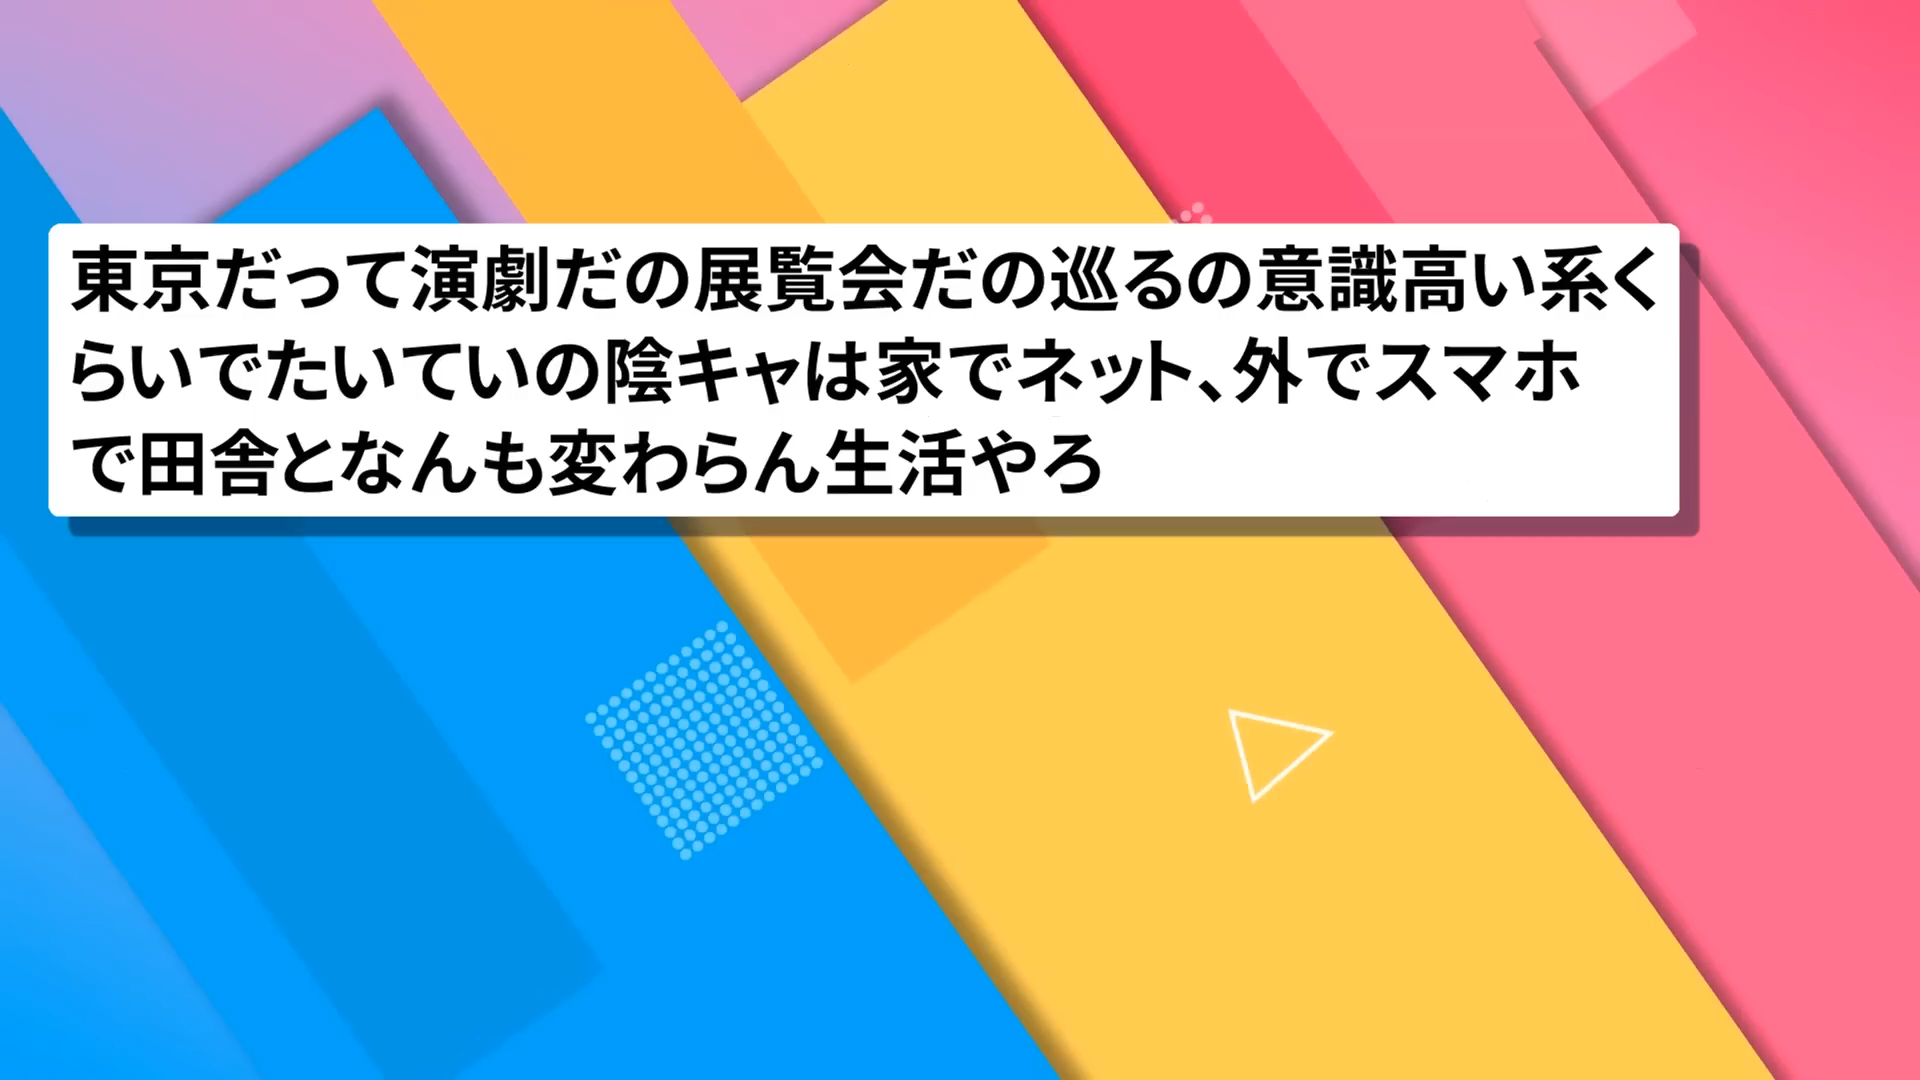 東京だって演劇だの展覧会だの巡るの意識高い系く
らいでたいていの陰キャは家でネット、外でスマホ
で田舎となんも変わらん生活やろ